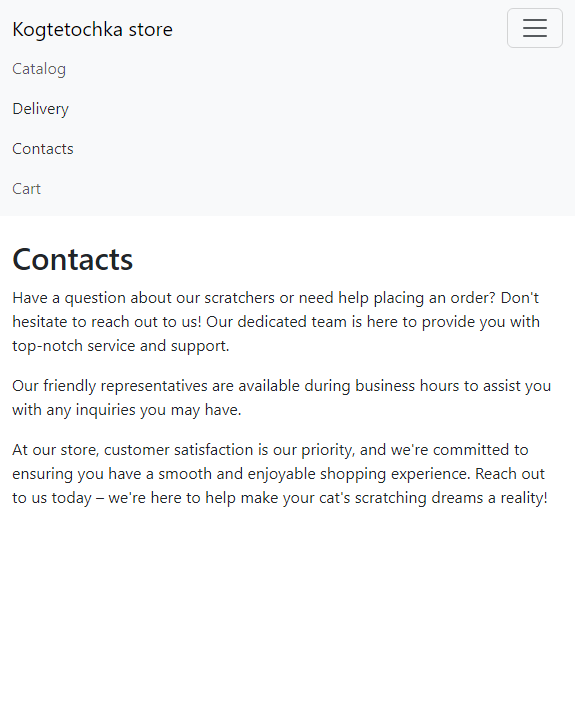 Kogtetochka store
Catalog
Delivery
Contacts
Cart
Contacts
Have a question about our scratchers or need help placing an order? Don't
hesitate to reach out to us! Our dedicated team is here to provide you with
top-notch service and support.
Our friendly representatives are available during business hours to assist you
with any inquiries you may have.
At our store, customer satisfaction is our priority, and we're committed to
ensuring you have a smooth and enjoyable shopping experience. Reach out
to us today – we're here to help make your cat's scratching dreams a reality!